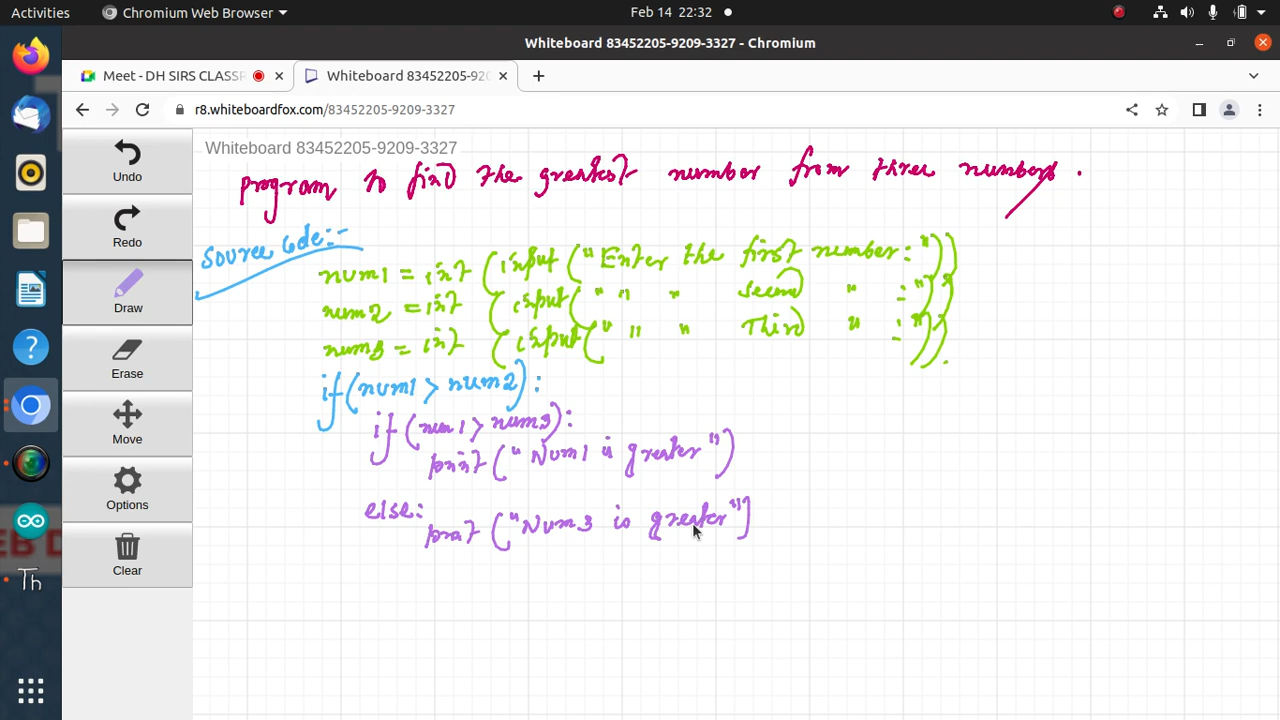 Activities Chromium Web Browser Feb 14 22:32
Whiteboard 83452205-9209-3327 - Chromium
Meet - DH SIRS CLASSR Whiteboard 83452205-920
r8.whiteboardfox.com/83452205-9209-3327
Whiteboard 83452205-9209-3327
Undo
Redo
Draw
Erase
Move
Options
Clear
Th
program to find the greatest number from three numbers.
Source Code:-
num1 = int (input ("Enter the first number:"))
num2 = int (input (" " " second " :"))
num3 = int (input (" " " Third " :")).
if (num1 > num2):
if (num1 > num3):
print ("Num1 is greater")
else:
print ("Num3 is greater")